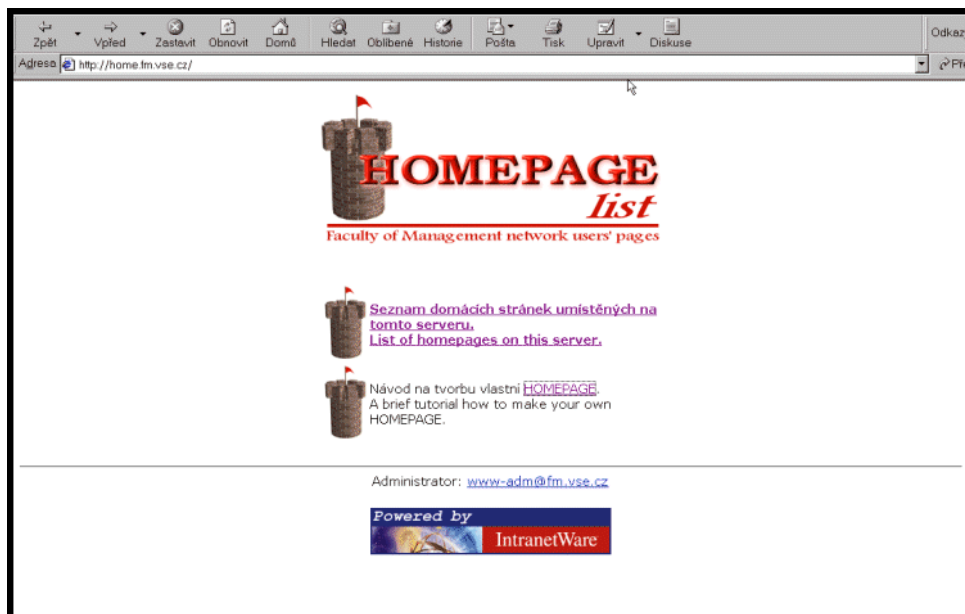 Zpět Vpřed Zastavit Obnovit Domů Hledat Oblíbené Historie Pošta Tisk Upravit Diskuse Odkaz
Adresa http://home.fm.vse.cz/ Pře
HOMEPAGE
list
Faculty of Management network users' pages
Seznam domácích stránek umístěných na
tomto serveru.
List of homepages on this server.
Návod na tvorbu vlastní HOMEPAGE.
A brief tutorial how to make your own
HOMEPAGE.
Administrator: www-adm@fm.vse.cz
Powered by
IntranetWare